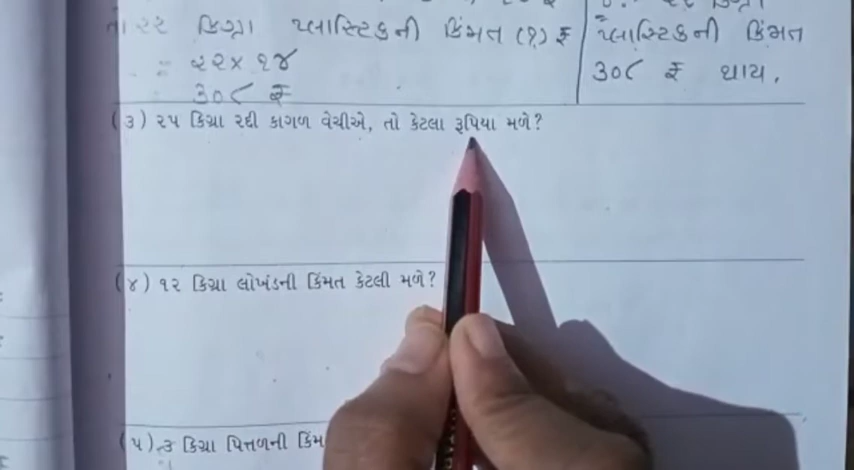 ૨૨ કિગ્રા પ્લાસ્ટિકની કિંમત (?) ₹
= ૨૨ × ૧૪
૩૦૮ ₹
પ્લાસ્ટિકની કિંમત
૩૦૮ ₹ થાય.
(૩) ૨૫ કિગ્રા રદ્દી કાગળ વેચીએ, તો કેટલા રૂપિયા મળે?
(૪) ૧૨ કિગ્રા લોખંડની કિંમત કેટલી મળે?
(૫) ૩ કિગ્રા પિત્તળની કિંમ